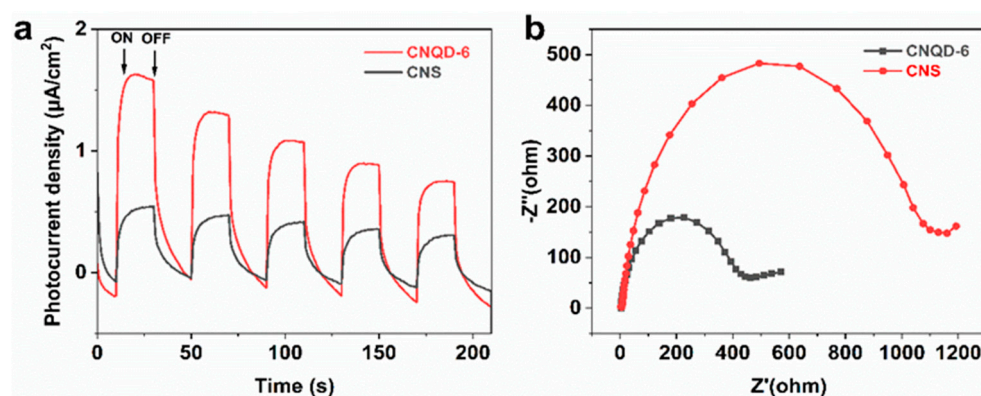 a
ON OFF
CNQD-6
CNS
Photocurrent density (μA/cm²)
2
1
0
0 50 100 150 200
Time (s)
b
CNQD-6
CNS
-Z"(ohm)
500
400
300
200
100
0
0 200 400 600 800 1000 1200
Z'(ohm)